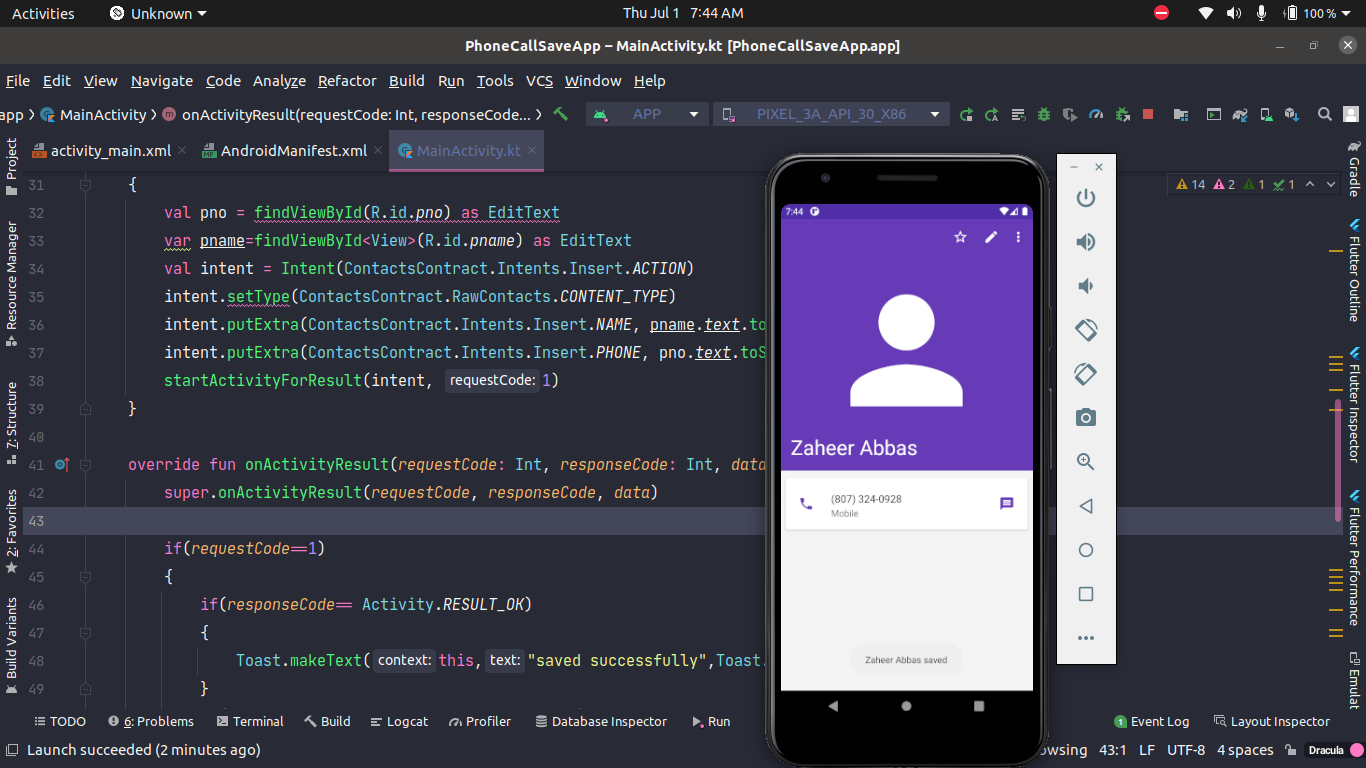 Activities Unknown Thu Jul 1 7:44 AM 100 %
PhoneCallSaveApp – MainActivity.kt [PhoneCallSaveApp.app]
File Edit View Navigate Code Analyze Refactor Build Run Tools VCS Window Help
app MainActivity onActivityResult(requestCode: Int, responseCode... APP PIXEL_3A_API_30_X86
activity_main.xml AndroidManifest.xml MainActivity.kt
14 2 1 1
31 {
32 val pno = findViewById(R.id.pno) as EditText
33 var pname=findViewById<View>(R.id.pname) as EditText
34 val intent = Intent(ContactsContract.Intents.Insert.ACTION)
35 intent.setType(ContactsContract.RawContacts.CONTENT_TYPE)
36 intent.putExtra(ContactsContract.Intents.Insert.NAME, pname.text.to
37 intent.putExtra(ContactsContract.Intents.Insert.PHONE, pno.text.toS
38 startActivityForResult(intent, requestCode: 1)
39 }
40
41 override fun onActivityResult(requestCode: Int, responseCode: Int, data
42 super.onActivityResult(requestCode, responseCode, data)
43
44 if(requestCode==1)
45 {
46 if(responseCode== Activity.RESULT_OK)
47 {
48 Toast.makeText( context: this, text: "saved successfully",Toast.
49 }
Project
Resource Manager
7: Structure
2: Favorites
Build Variants
7:44
Zaheer Abbas
(807) 324-0928
Mobile
Zaheer Abbas saved
Gradle
Flutter Outline
Flutter Inspector
Flutter Performance
Emulat
TODO 6: Problems Terminal Build Logcat Profiler Database Inspector Run 1 Event Log Layout Inspector
Launch succeeded (2 minutes ago) owsing 43:1 LF UTF-8 4 spaces Dracula